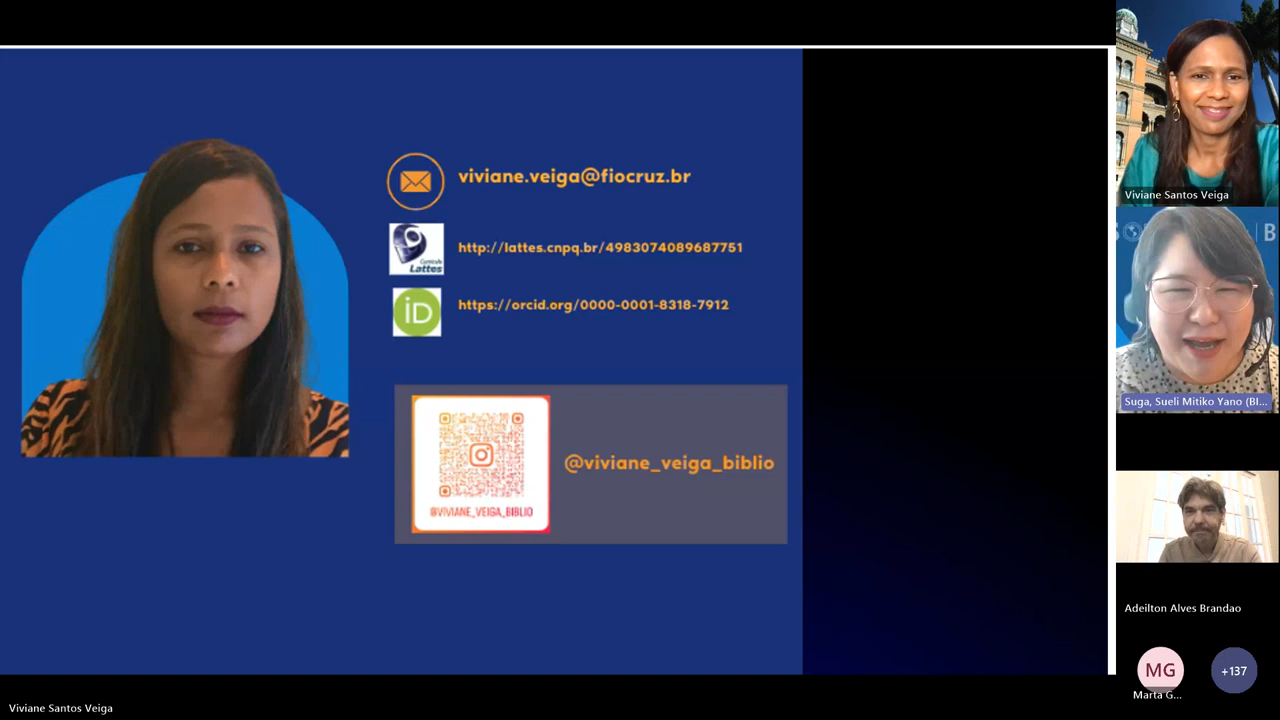 viviane.veiga@fiocruz.br
Currículo
Lattes
http://lattes.cnpq.br/4983074089687751
iD
https://orcid.org/0000-0001-8318-7912
@VIVIANE_VEIGA_BIBLIO
@viviane_veiga_biblio
Viviane Santos Veiga
Viviane Santos Veiga
B
Suga, Sueli Mitiko Yano (BI...
Adeilton Alves Brandao
MG
Marta G...
+137